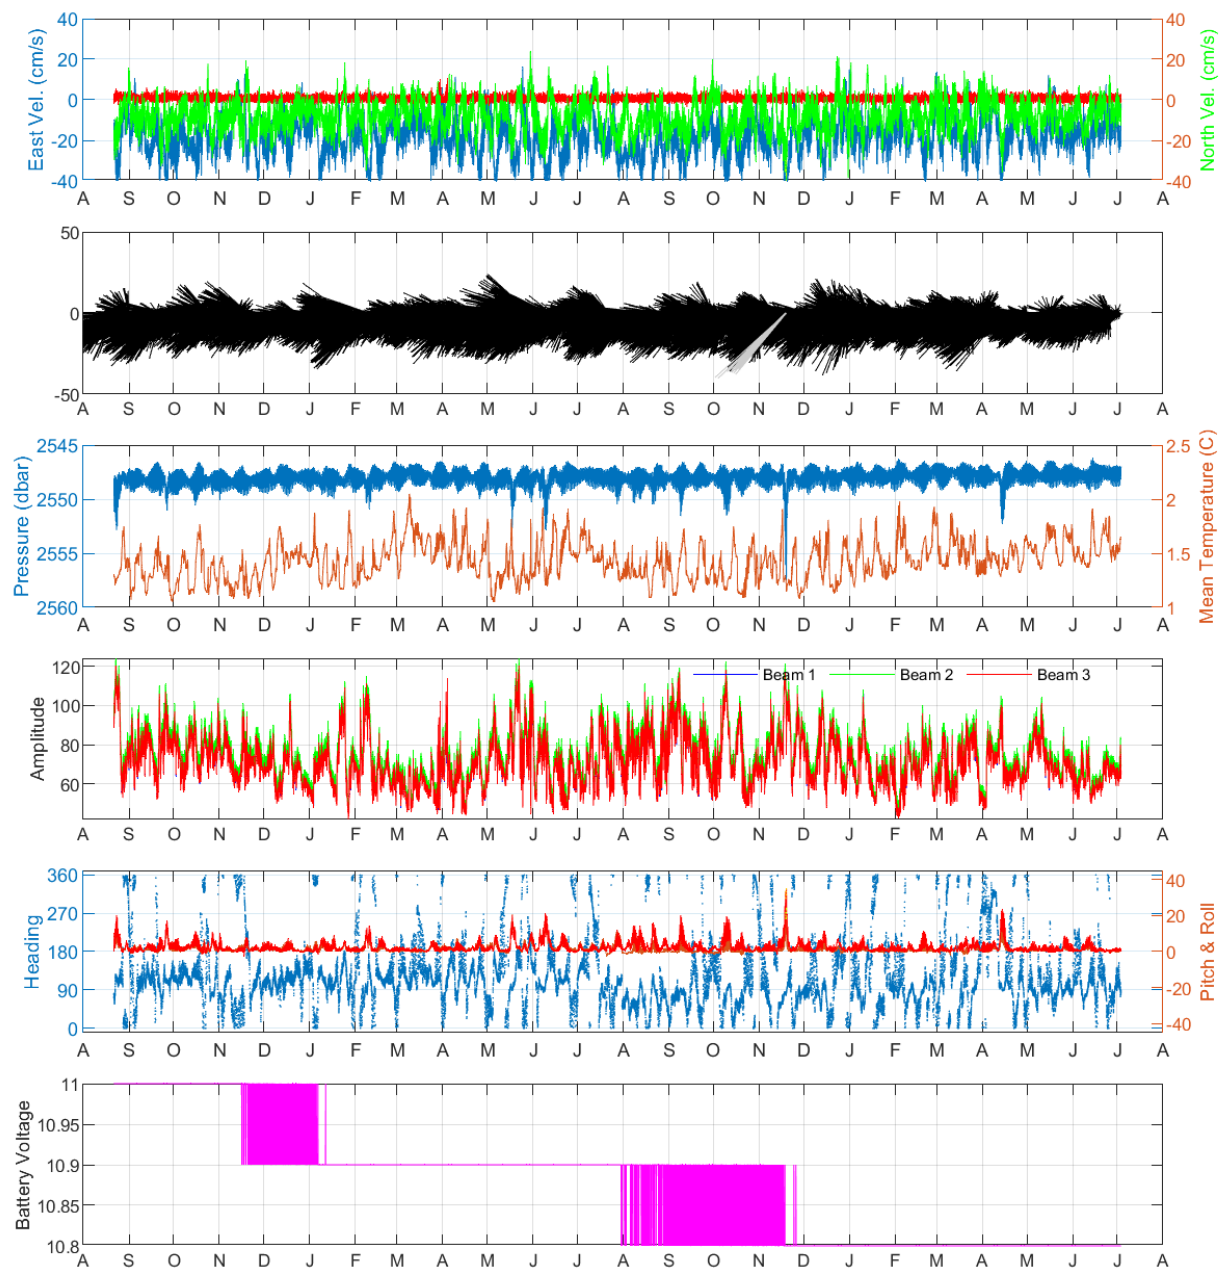 40 20 0 -20 -40
East Vel. (cm/s)
40 20 0 -20 -40
North Vel. (cm/s)
A S O N D J F M A M J J A S O N D J F M A M J J A
50 0 -50
A S O N D J F M A M J J A S O N D J F M A M J J A
2545 2550 2555 2560
Pressure (dbar)
2.5 2 1.5 1
Mean Temperature (C)
A S O N D J F M A M J J A S O N D J F M A M J J A
120 100 80 60
Amplitude
Beam 1 Beam 2 Beam 3
A S O N D J F M A M J J A S O N D J F M A M J J A
360 270 180 90 0
Heading
40 20 0 -20 -40
Pitch & Roll
A S O N D J F M A M J J A S O N D J F M A M J J A
11 10.95 10.9 10.85 10.8
Battery Voltage
A S O N D J F M A M J J A S O N D J F M A M J J A